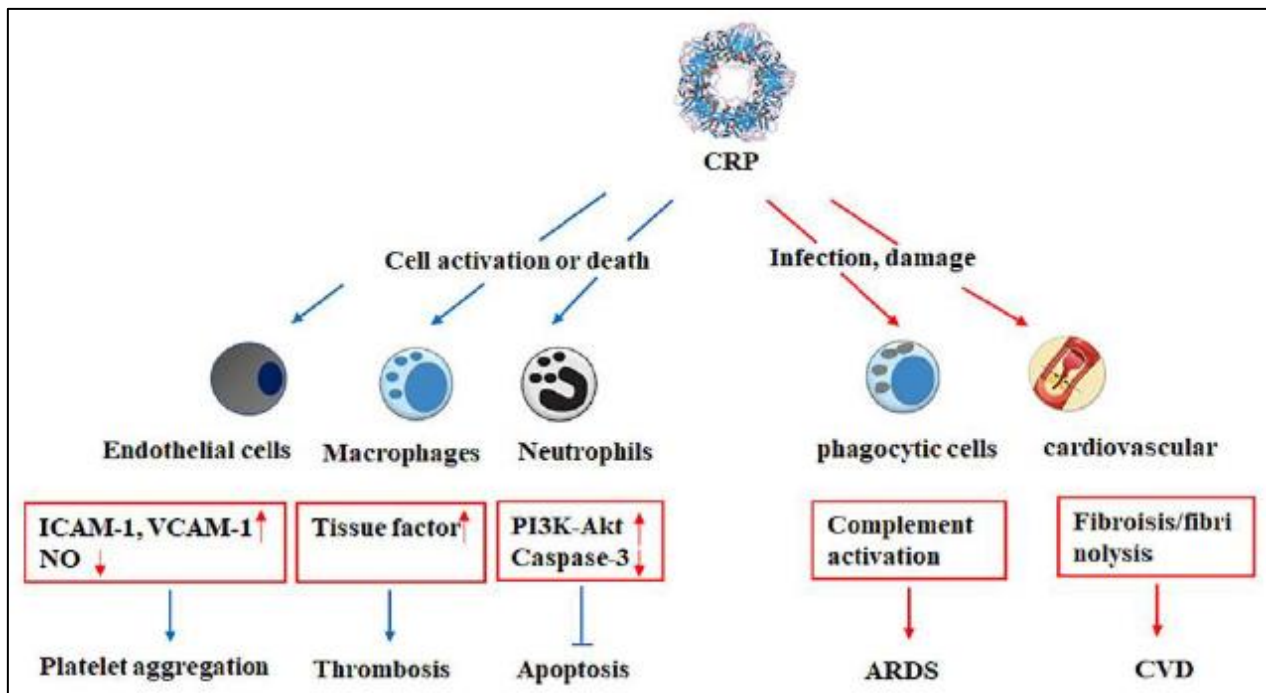 CRP
Cell activation or death
Infection, damage
Endothelial cells
Macrophages
Neutrophils
phagocytic cells
cardiovascular
ICAM-1, VCAM-1
NO
Tissue factor
PI3K-Akt
Caspase-3
Complement
activation
Fibroisis/fibri
nolysis
Platelet aggregation
Thrombosis
Apoptosis
ARDS
CVD